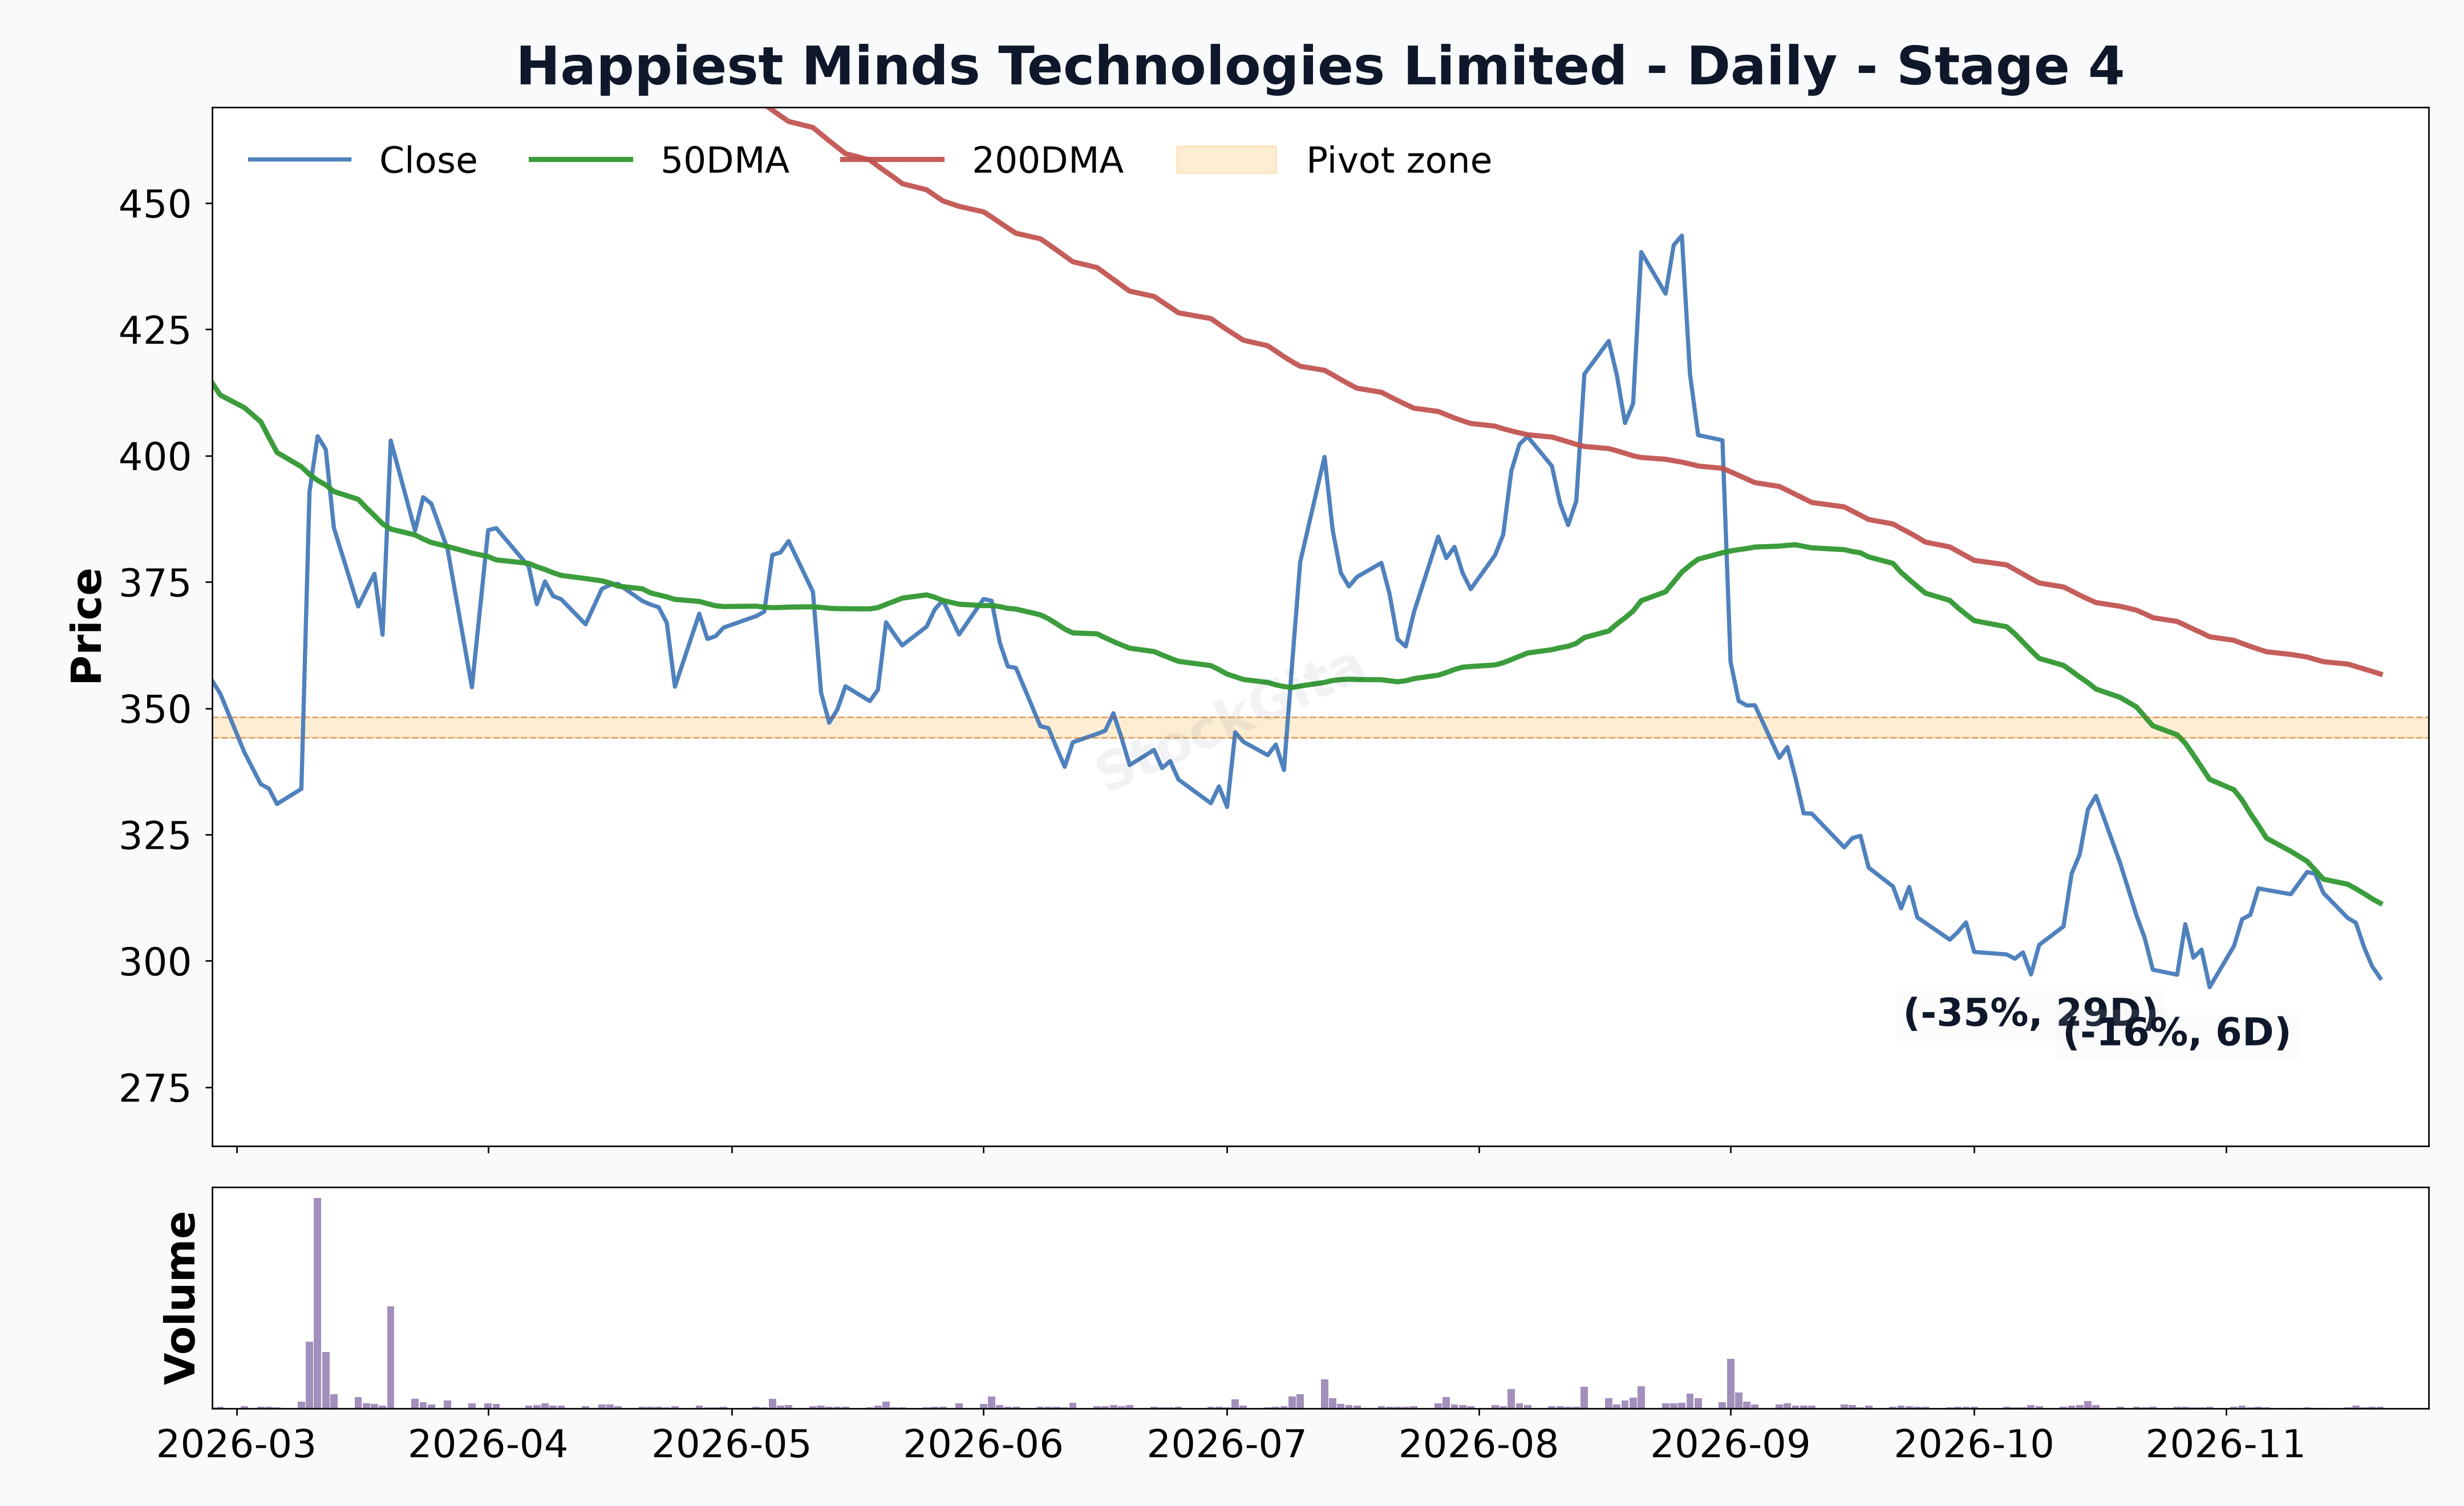 Happiest Minds Technologies Limited - Daily - Stage 4
Close 50DMA 200DMA Pivot zone
Price
450
425
400
375
350
325
300
275
StockGita
(-35%, 29D)
(-16%, 6D)
Volume
2026-03 2026-04 2026-05 2026-06 2026-07 2026-08 2026-09 2026-10 2026-11